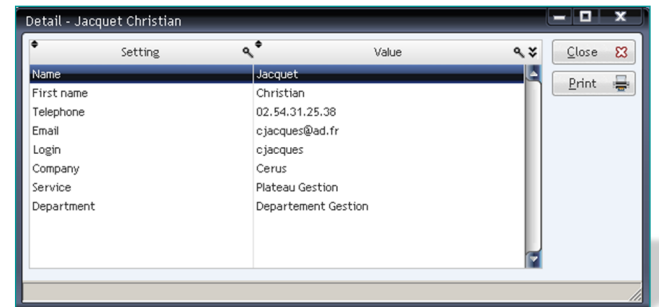 Detail - Jacquet Christian
Setting Value Close
Name Jacquet Print
First name Christian
Telephone 02.54.31.25.38
Email cjacques@ad.fr
Login cjacques
Company Cerus
Service Plateau Gestion
Department Departement Gestion